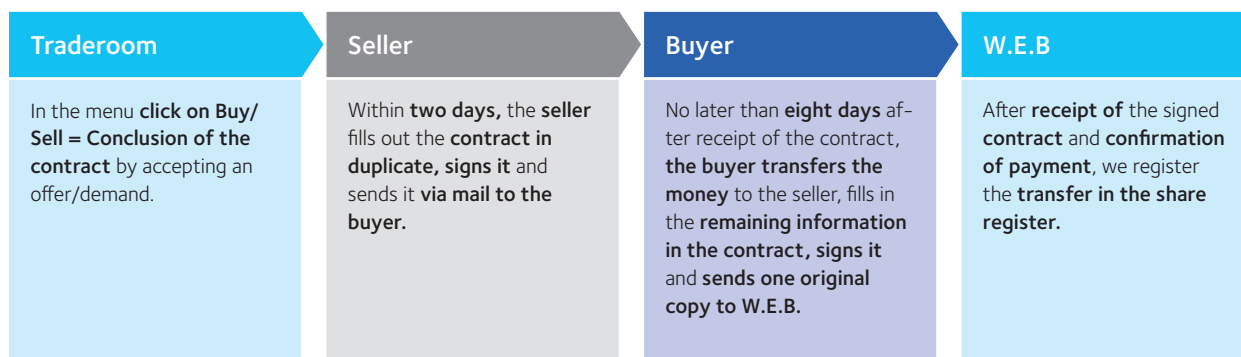 Traderoom
In the menu click on Buy/
Sell = Conclusion of the
contract by accepting an
offer/demand.
Seller
Within two days, the seller
fills out the contract in
duplicate, signs it and
sends it via mail to the
buyer.
Buyer
No later than eight days af-
ter receipt of the contract,
the buyer transfers the
money to the seller, fills in
the remaining information
in the contract, signs it
and sends one original
copy to W.E.B.
W.E.B
After receipt of the signed
contract and confirmation
of payment, we register
the transfer in the share
register.